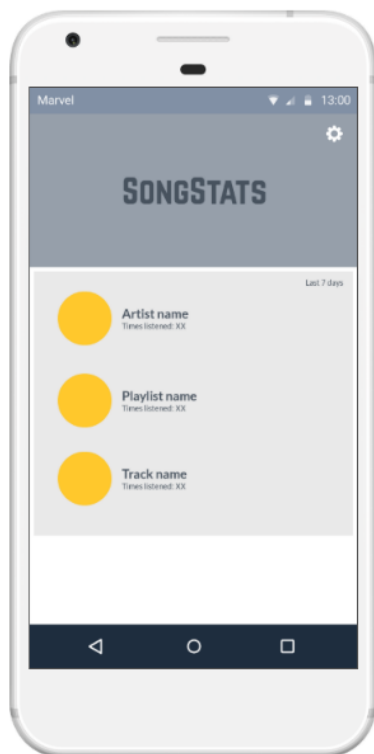 Marvel 13:00
SONGSTATS
Last 7 days
Artist name
Times listened: XX
Playlist name
Times listened: XX
Track name
Times listened: XX